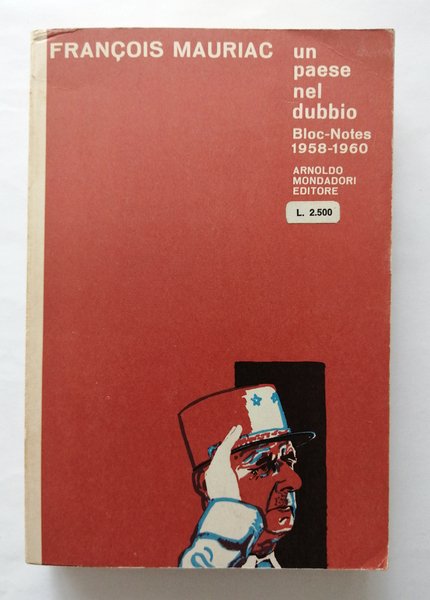 FRANÇOIS MAURIAC
un
paese
nel
dubbio
Bloc-Notes
1958-1960
ARNOLDO
MONDADORI
EDITORE
L. 2.500